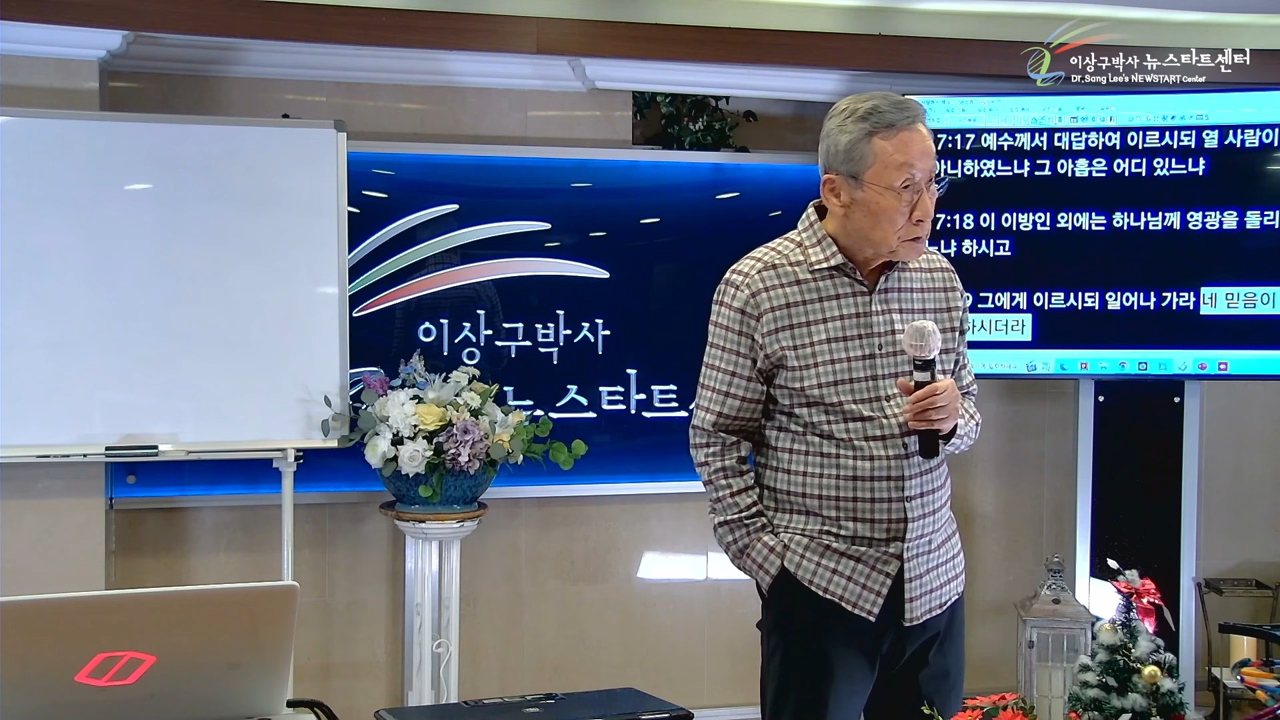 이상구박사 뉴스타트센터
Dr.Sang Lee's NEWSTART Center
7:17 예수께서 대답하여 이르시되 열 사람이
아니하였느냐 그 아홉은 어디 있느냐
7:18 이 이방인 외에는 하나님께 영광을 돌리
느냐 하시고
9 그에게 이르시되 일어나 가라 네 믿음이
하시더라
이상구박사
뉴스타트